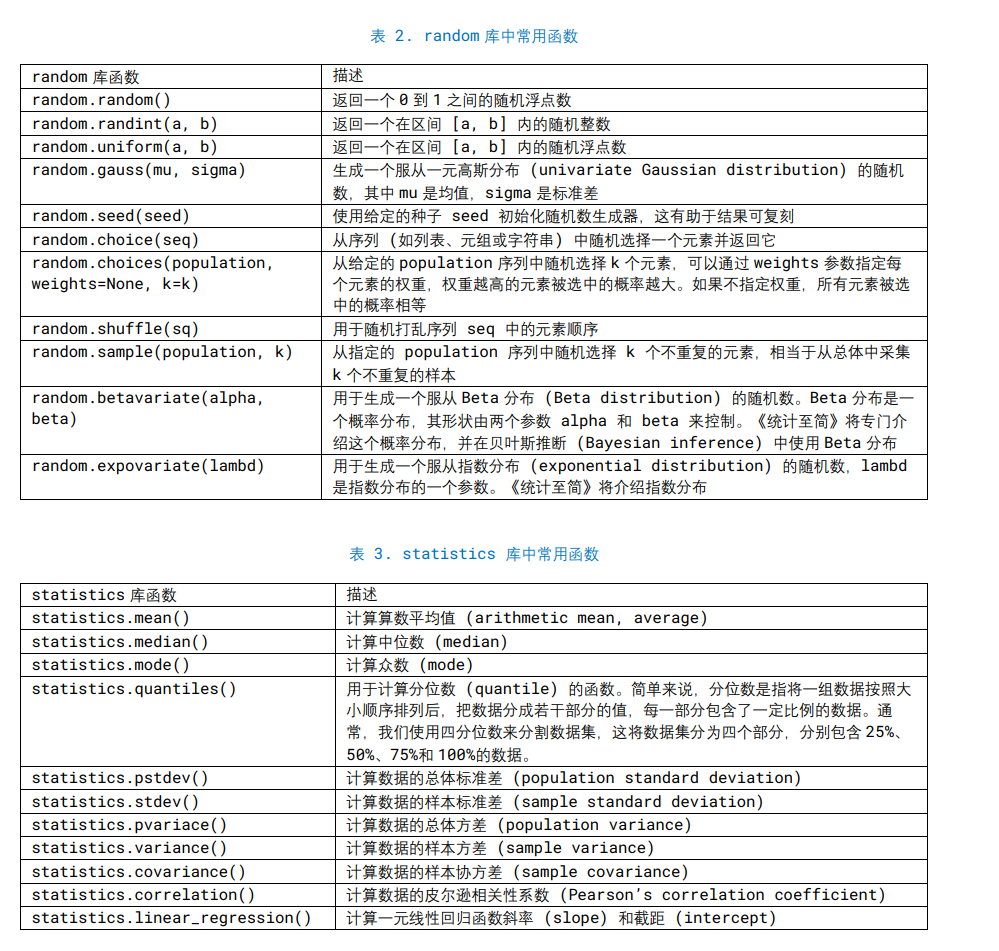 表 2. random 库中常用函数
random 库函数
描述
random.random()
返回一个 0 到 1 之间的随机浮点数
random.randint(a, b)
返回一个在区间 [a, b] 内的随机整数
random.uniform(a, b)
返回一个在区间 [a, b] 内的随机浮点数
random.gauss(mu, sigma)
生成一个服从一元高斯分布 (univariate Gaussian distribution) 的随机
数，其中 mu 是均值，sigma 是标准差
random.seed(seed)
使用给定的种子 seed 初始化随机数生成器，这有助于结果可复刻
random.choice(seq)
从序列 (如列表、元组或字符串) 中随机选择一个元素并返回它
random.choices(population,
weights=None, k=k)
从给定的 population 序列中随机选择 k 个元素，可以通过 weights 参数指定每
个元素的权重，权重越高的元素被选中的概率越大。如果不指定权重，所有元素被选
中的概率相等
random.shuffle(sq)
用于随机打乱序列 seq 中的元素顺序
random.sample(population, k)
从指定的 population 序列中随机选择 k 个不重复的元素，相当于从总体中采集
k 个不重复的样本
random.betavariate(alpha,
beta)
用于生成一个服从 Beta 分布 (Beta distribution) 的随机数。Beta 分布是一
个概率分布，其形状由两个参数 alpha 和 beta 来控制。《统计至简》将专门介
绍这个概率分布，并在贝叶斯推断 (Bayesian inference) 中使用 Beta 分布
random.expovariate(lambd)
用于生成一个服从指数分布 (exponential distribution) 的随机数，lambd
是指数分布的一个参数。《统计至简》将介绍指数分布
表 3. statistics 库中常用函数
statistics 库函数
描述
statistics.mean()
计算算数平均值 (arithmetic mean, average)
statistics.median()
计算中位数 (median)
statistics.mode()
计算众数 (mode)
statistics.quantiles()
用于计算分位数 (quantile) 的函数。简单来说，分位数是指将一组数据按照大
小顺序排列后，把数据分成若干部分的值，每一部分包含了一定比例的数据。通
常，我们使用四分位数来分割数据集，这将数据集分为四个部分，分别包含 25%、
50%、75%和 100%的数据。
statistics.pstdev()
计算数据的总体标准差 (population standard deviation)
statistics.stdev()
计算数据的样本标准差 (sample standard deviation)
statistics.pvariace()
计算数据的总体方差 (population variance)
statistics.variance()
计算数据的样本方差 (sample variance)
statistics.covariance()
计算数据的样本协方差 (sample covariance)
statistics.correlation()
计算数据的皮尔逊相关性系数 (Pearson's correlation coefficient)
statistics.linear_regression()
计算一元线性回归函数斜率 (slope) 和截距 (intercept)